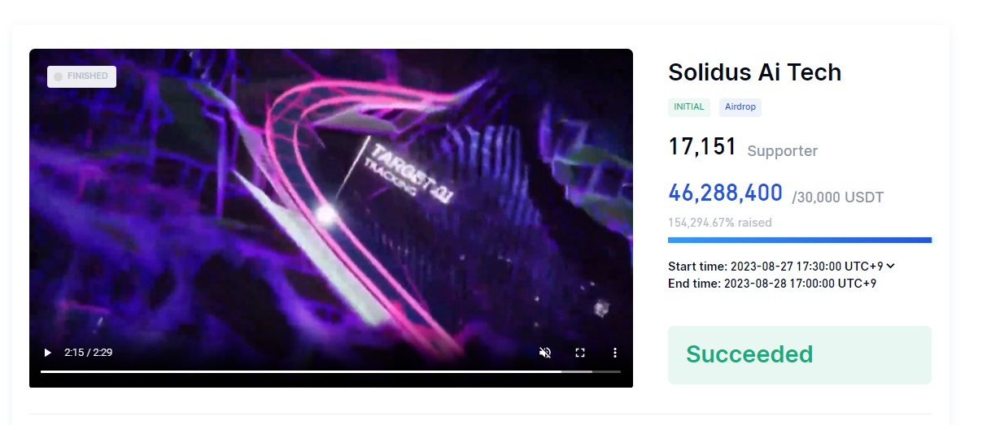 FINISHED
TARGET 01
TRACKING
2:15 / 2:29
Solidus Ai Tech
INITIAL
Airdrop
17,151 Supporter
46,288,400 /30,000 USDT
154,294.67% raised
Start time: 2023-08-27 17:30:00 UTC+9
End time: 2023-08-28 17:00:00 UTC+9
Succeeded